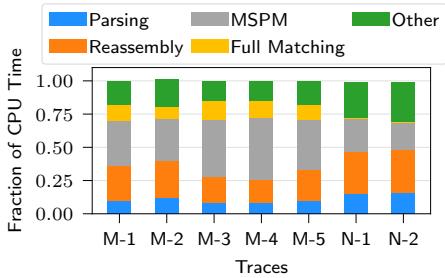 Parsing MSPM Other
Reassembly Full Matching
Fraction of CPU Time
1.00
0.75
0.50
0.25
0.00
M-1 M-2 M-3 M-4 M-5 N-1 N-2
Traces